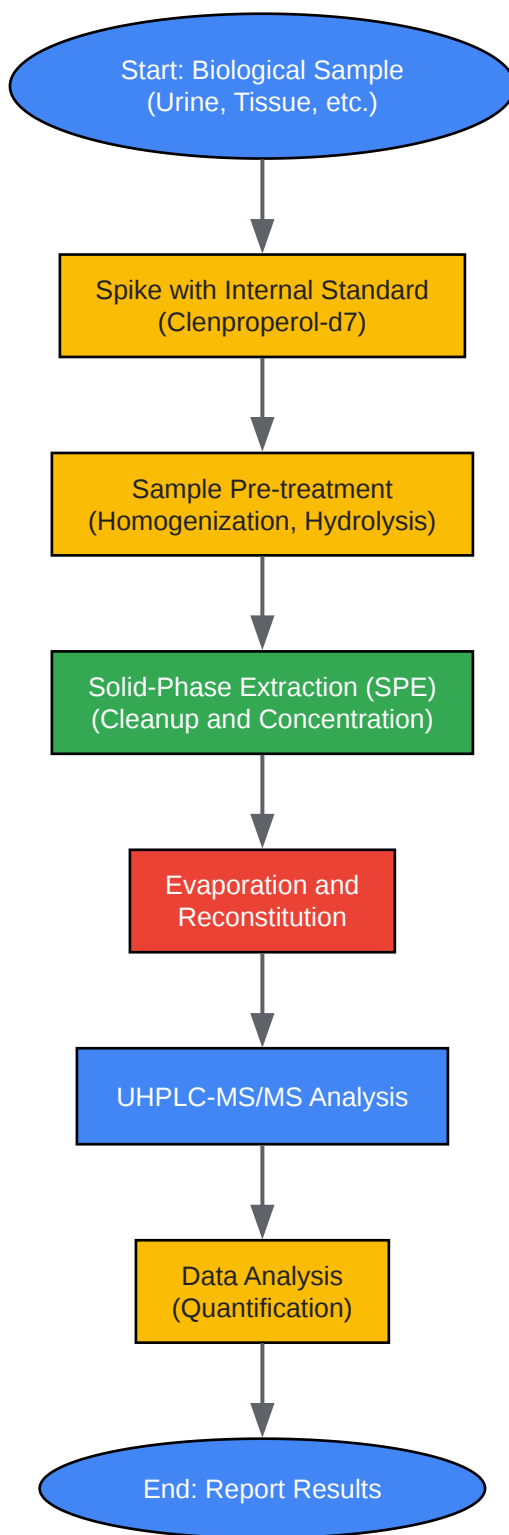 Start: Biological Sample
(Urine, Tissue, etc.)
Spike with Internal Standard
(Clenproperol-d7)
Sample Pre-treatment
(Homogenization, Hydrolysis)
Solid-Phase Extraction (SPE)
(Cleanup and Concentration)
Evaporation and
Reconstitution
UHPLC-MS/MS Analysis
Data Analysis
(Quantification)
End: Report Results